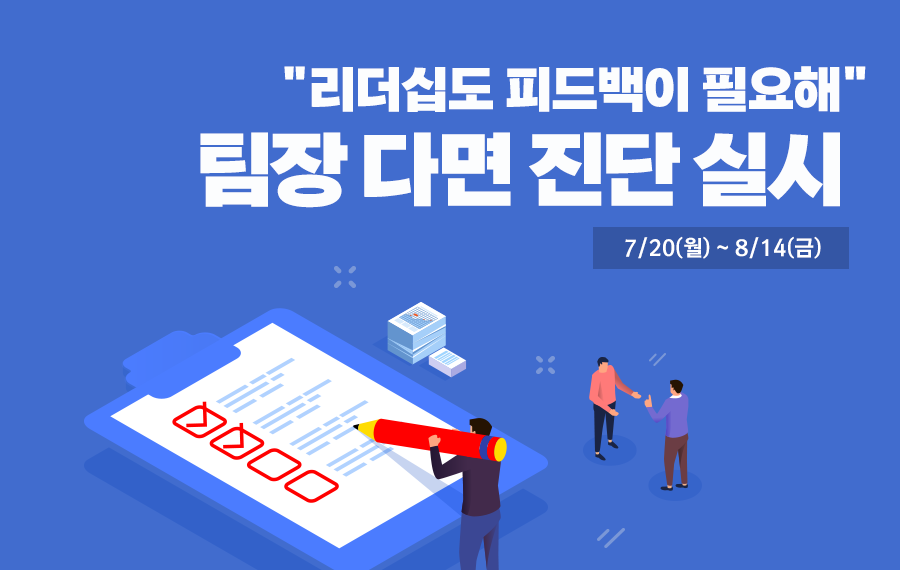 "리더십도 피드백이 필요해"
팀장 다면 진단 실시
7/20(월) ~ 8/14(금)